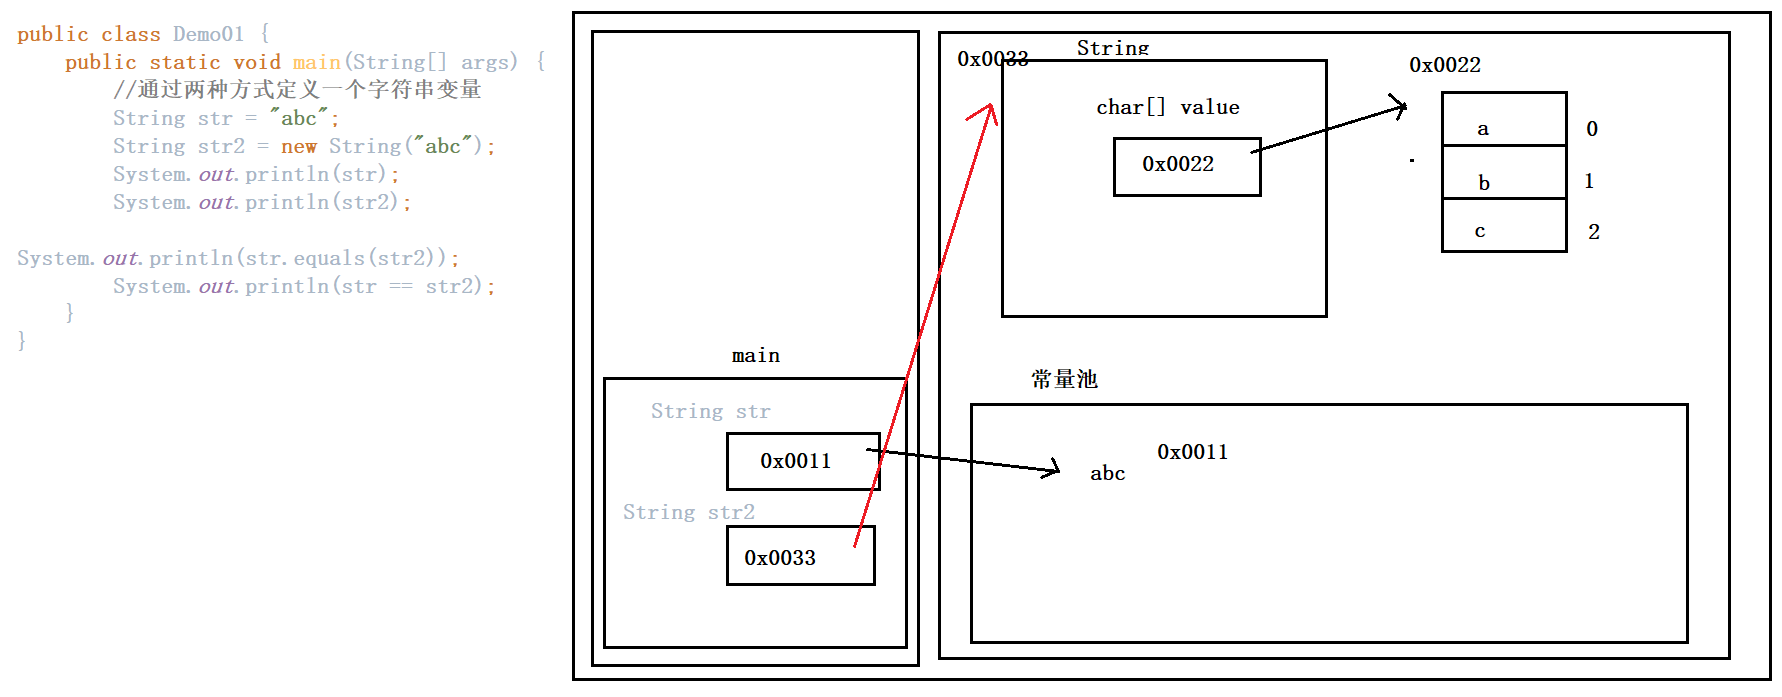 public class Demo01 {
    public static void main(String[] args) {
        //通过两种方式定义一个字符串变量
        String str = "abc";
        String str2 = new String("abc");
        System.out.println(str);
        System.out.println(str2);
System.out.println(str.equals(str2));
        System.out.println(str == str2);
    }
}
main
String str
0x0011
String str2
0x0033
0x0033
String
char[] value
0x0022
0x0022
a 0
b 1
c 2
常量池
0x0011
abc